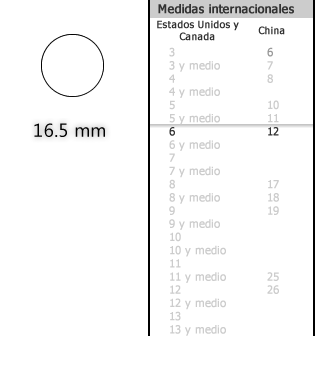 Medidas internacionales
Estados Unidos y Canada China
3 6
3 y medio 7
4 8
4 y medio
5 10
5 y medio 11
6 12
6 y medio
7
7 y medio
8 17
8 y medio 18
9 19
9 y medio
10
10 y medio
11
11 y medio 25
12 26
12 y medio
13
13 y medio
16.5 mm